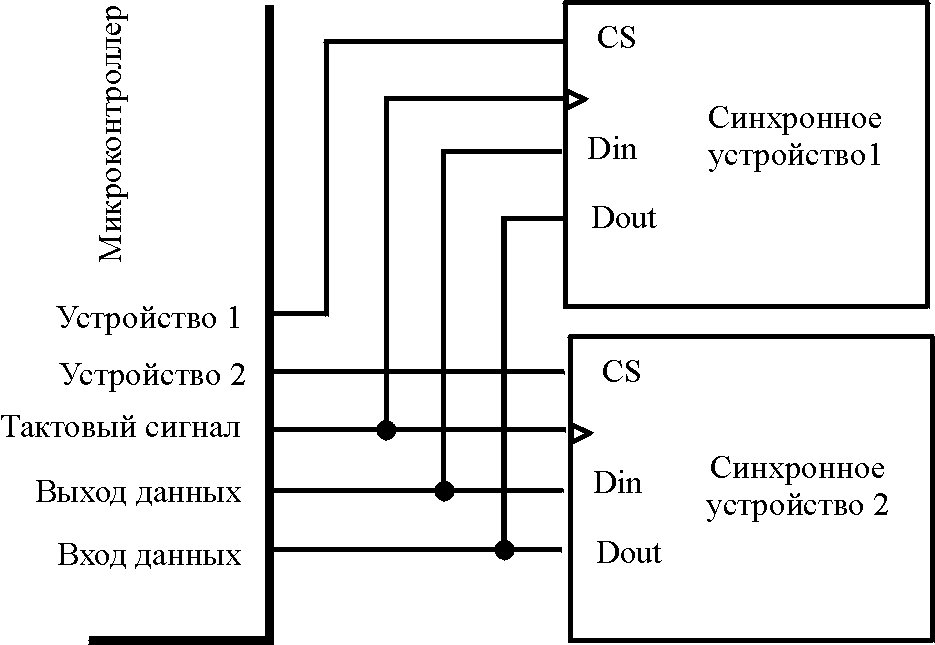 Микроконтроллер
Устройство 1
Устройство 2
Тактовый сигнал
Выход данных
Вход данных
CS
Din
Dout
Синхронное
устройство1
CS
Din
Dout
Синхронное
устройство 2